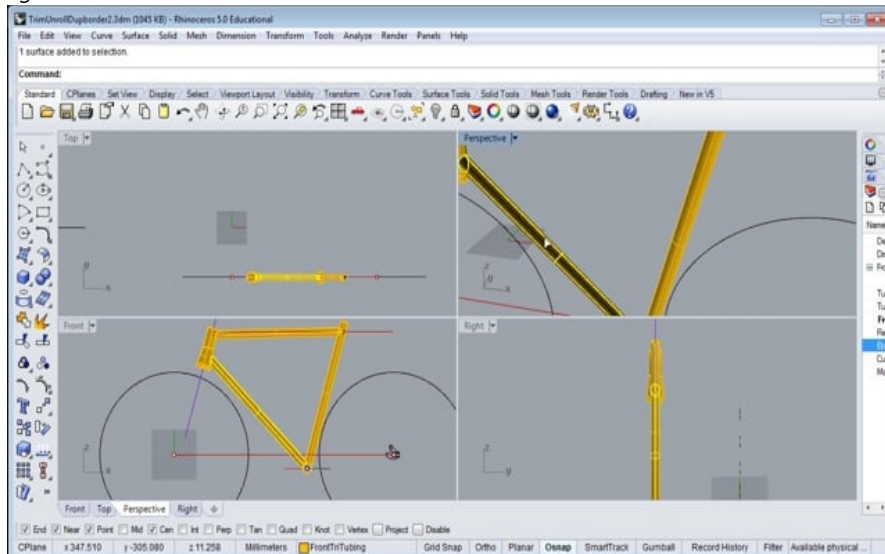 TrimUnrollDupborder2.3dm (1045 KB) - Rhinoceros 5.0 Educational
File Edit View Curve Surface Solid Mesh Dimension Transform Tools Analyze Render Panels Help
1 surface added to selection.
Command:
Standard CPlanes Set View Display Select Viewport Layout Visibility Transform Curve Tools Surface Tools Solid Tools Mesh Tools Render Tools Drafting New in V5
Top
Perspective
Name
y
x
z
y
x
Front
Right
z
x
z
y
Front Top Perspective Right
End Near Point Mid Cen Int Perp Tan Quad Knot Vertex Project Disable
CPlane x 347.510 y -305.080 z 11.258 Millimeters FrontTriTubing Grid Snap Ortho Planar Osnap SmartTrack Gumball Record History Filter Available physical ...